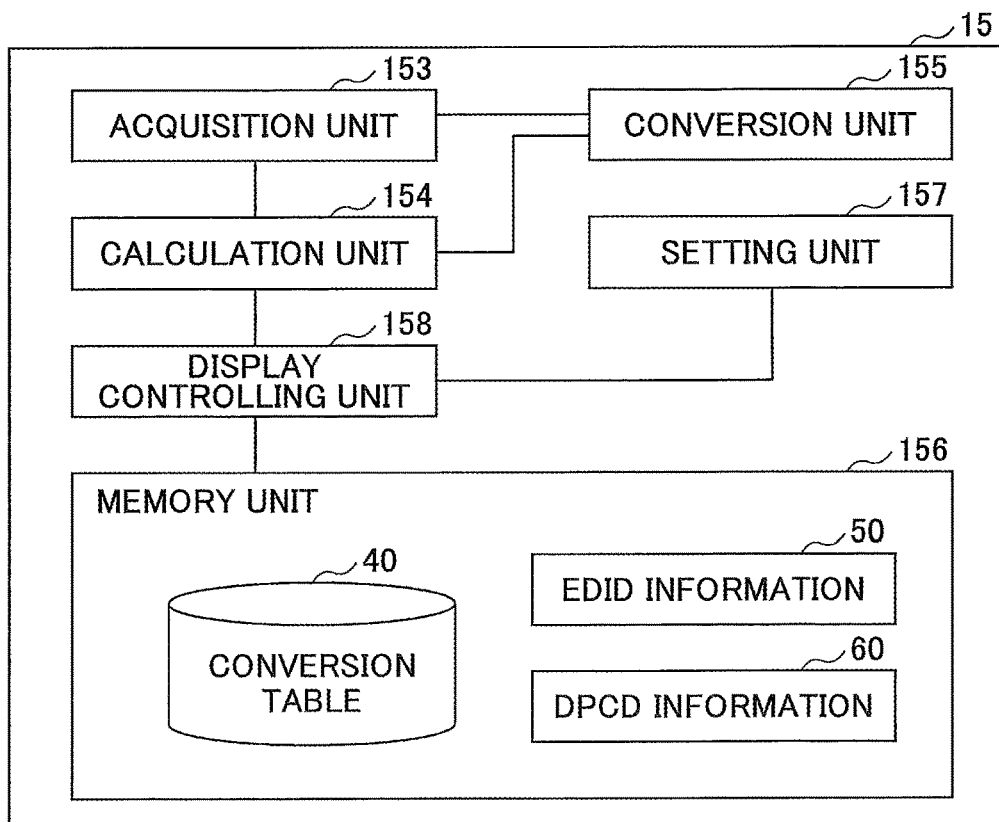 15
153
ACQUISITION UNIT
155
CONVERSION UNIT
154
CALCULATION UNIT
157
SETTING UNIT
158
DISPLAY
CONTROLLING UNIT
156
MEMORY UNIT
40
CONVERSION
TABLE
50
EDID INFORMATION
60
DPCD INFORMATION